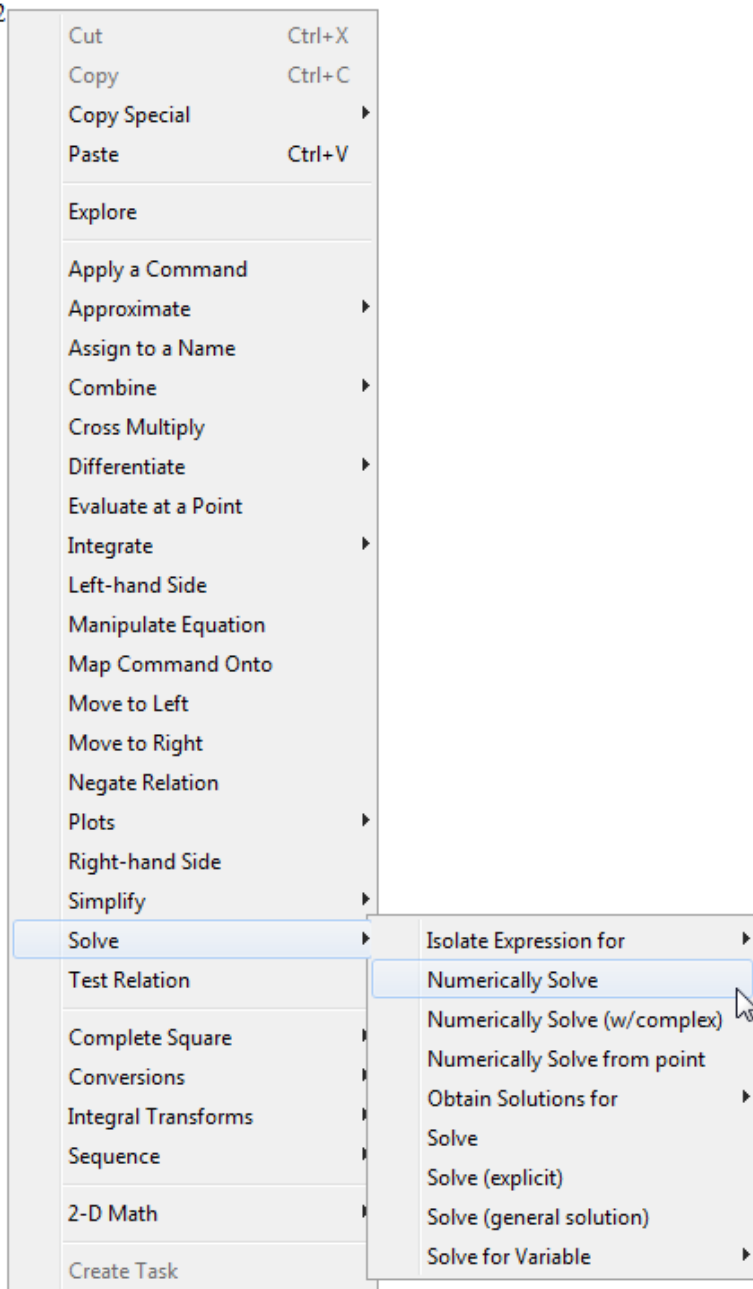 2
Cut Ctrl+X
Copy Ctrl+C
Copy Special
Paste Ctrl+V
Explore
Apply a Command
Approximate
Assign to a Name
Combine
Cross Multiply
Differentiate
Evaluate at a Point
Integrate
Left-hand Side
Manipulate Equation
Map Command Onto
Move to Left
Move to Right
Negate Relation
Plots
Right-hand Side
Simplify
Solve
Test Relation
Complete Square
Conversions
Integral Transforms
Sequence
2-D Math
Create Task
Isolate Expression for
Numerically Solve
Numerically Solve (w/complex)
Numerically Solve from point
Obtain Solutions for
Solve
Solve (explicit)
Solve (general solution)
Solve for Variable